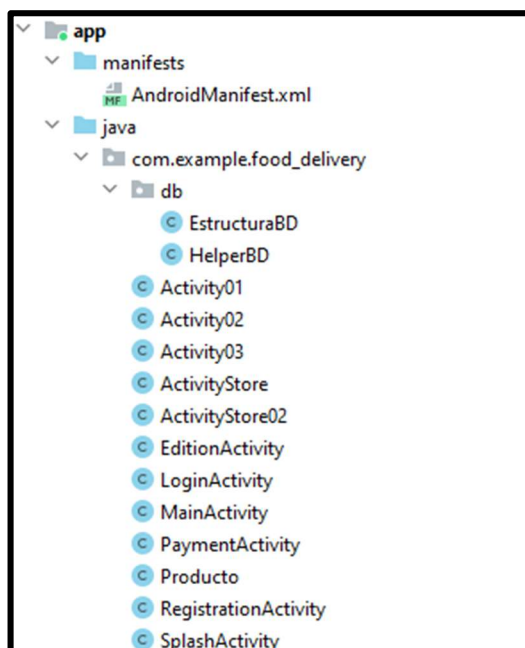 app
manifests
MF AndroidManifest.xml
java
com.example.food_delivery
db
C EstructuraBD
C HelperBD
C Activity01
C Activity02
C Activity03
C ActivityStore
C ActivityStore02
C EditionActivity
C LoginActivity
C MainActivity
C PaymentActivity
C Producto
C RegistrationActivity
C SplashActivity